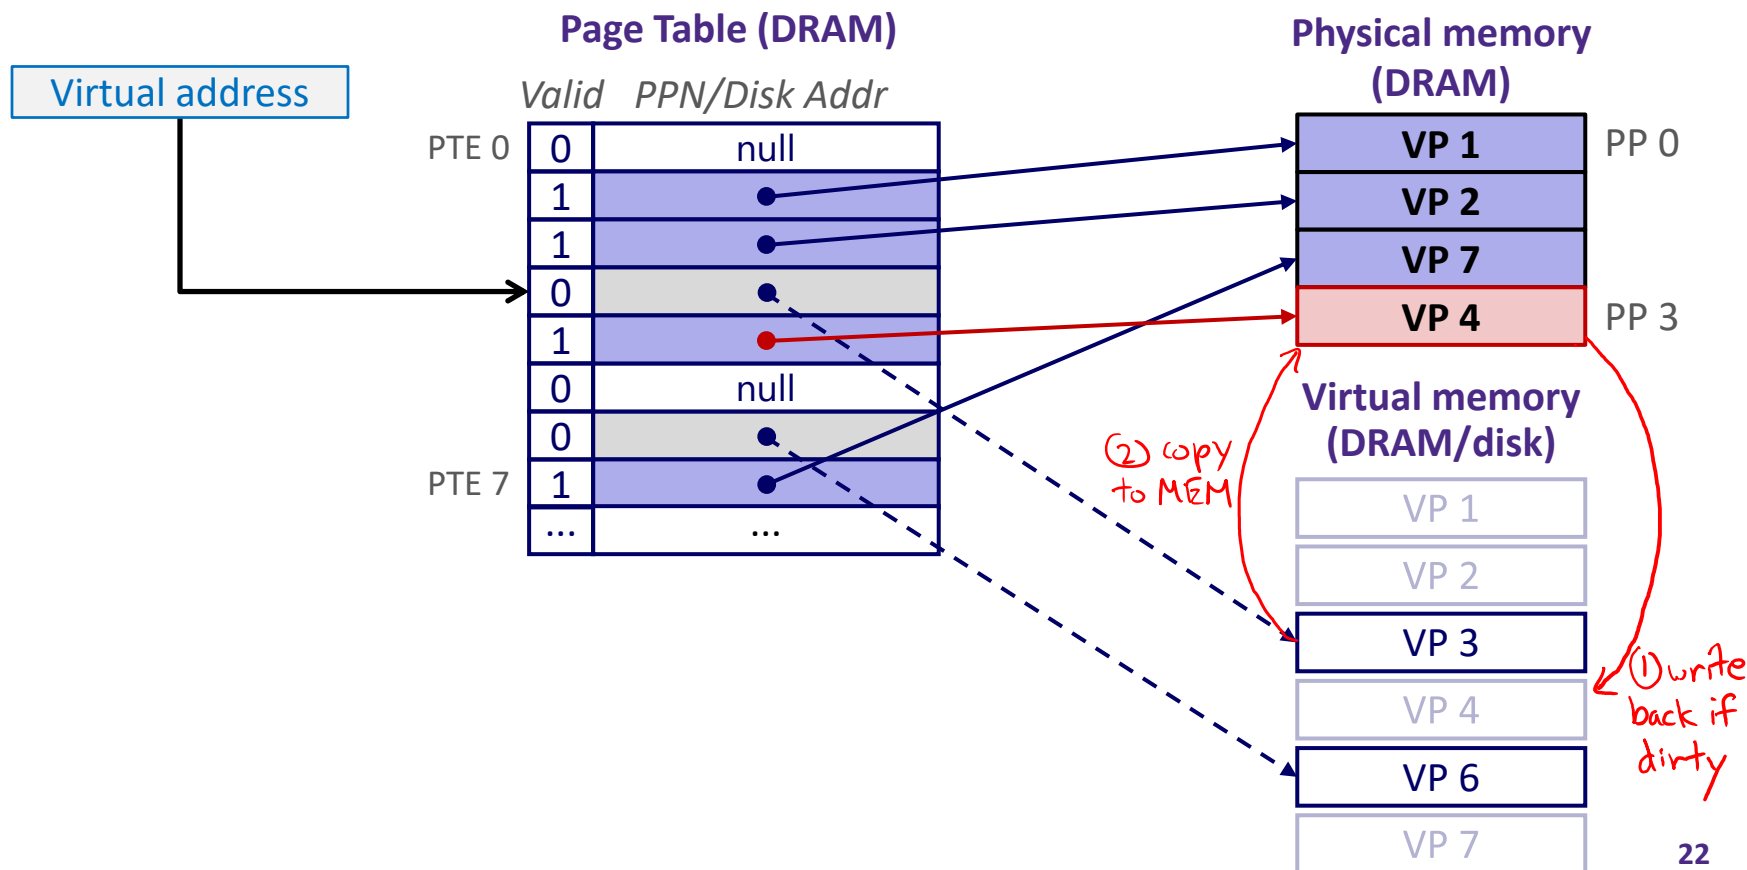 Page Table (DRAM)
Physical memory
(DRAM)
Virtual address
Valid PPN/Disk Addr
PTE 0 0 null
1
1
0
1
0 null
0
PTE 7 1
... ...
VP 1 PP 0
VP 2
VP 7
VP 4 PP 3
Virtual memory
(DRAM/disk)
② copy
to MEM
VP 1
VP 2
VP 3
VP 4
VP 6
VP 7
① write
back if
dirty
22